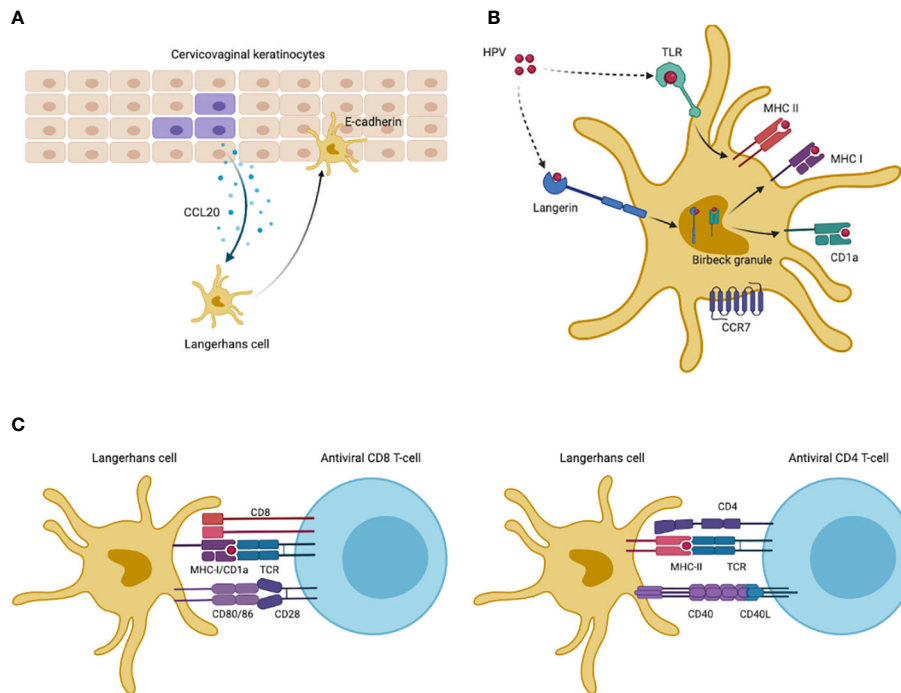 A
Cervicovaginal keratinocytes
E-cadherin
CCL20
Langerhans cell
B
HPV
TLR
MHC II
MHC I
Langerin
Birbeck granule
CD1a
CCR7
C
Langerhans cell
Antiviral CD8 T-cell
CD8
MHC-I/CD1a
TCR
CD80/86
CD28
Langerhans cell
Antiviral CD4 T-cell
CD4
MHC-II
TCR
CD40
CD40L